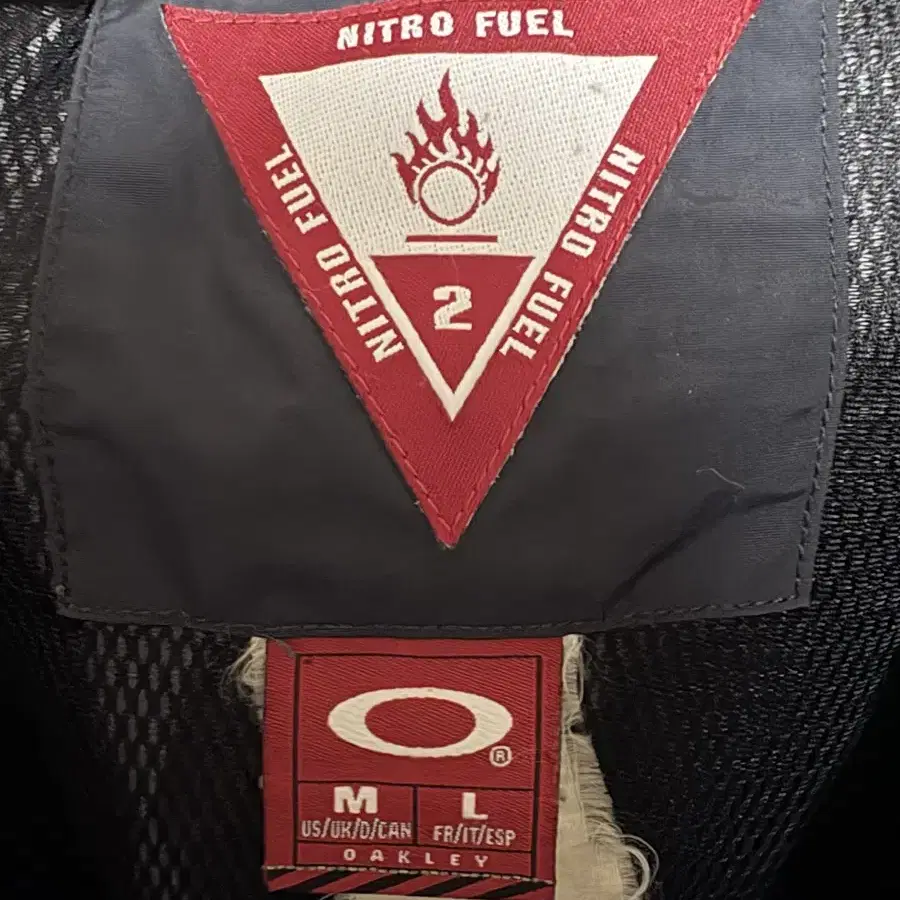 NITRO FUEL
NITRO FUEL
NITRO FUEL
2
®
M L
US/UK/D/CAN FR/IT/ESP
OAKLEY